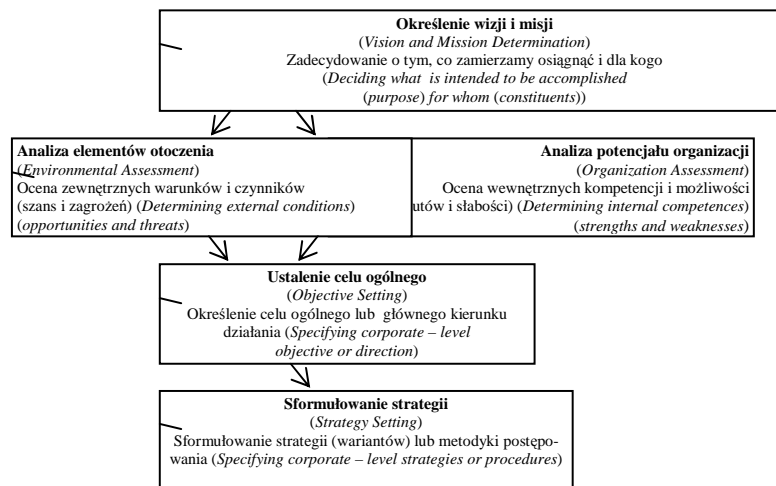 Określenie wizji i misji
(Vision and Mission Determination)
Zadecydowanie o tym, co zamierzamy osiągnąć i dla kogo
(Deciding what is intended to be accomplished
(purpose) for whom (constituents))
Analiza elementów otoczenia
(Environmental Assessment)
Ocena zewnętrznych warunków i czynników
(szans i zagrożeń) (Determining external conditions)
(opportunities and threats)
Analiza potencjału organizacji
(Organization Assessment)
Ocena wewnętrznych kompetencji i możliwości
utów i słabości) (Determining internal competences)
(strengths and weaknesses)
Ustalenie celu ogólnego
(Objective Setting)
Określenie celu ogólnego lub głównego kierunku
działania (Specifying corporate – level
objective or direction)
Sformułowanie strategii
(Strategy Setting)
Sformułowanie strategii (wariantów) lub metodyki postępo-
wania (Specifying corporate – level strategies or procedures)